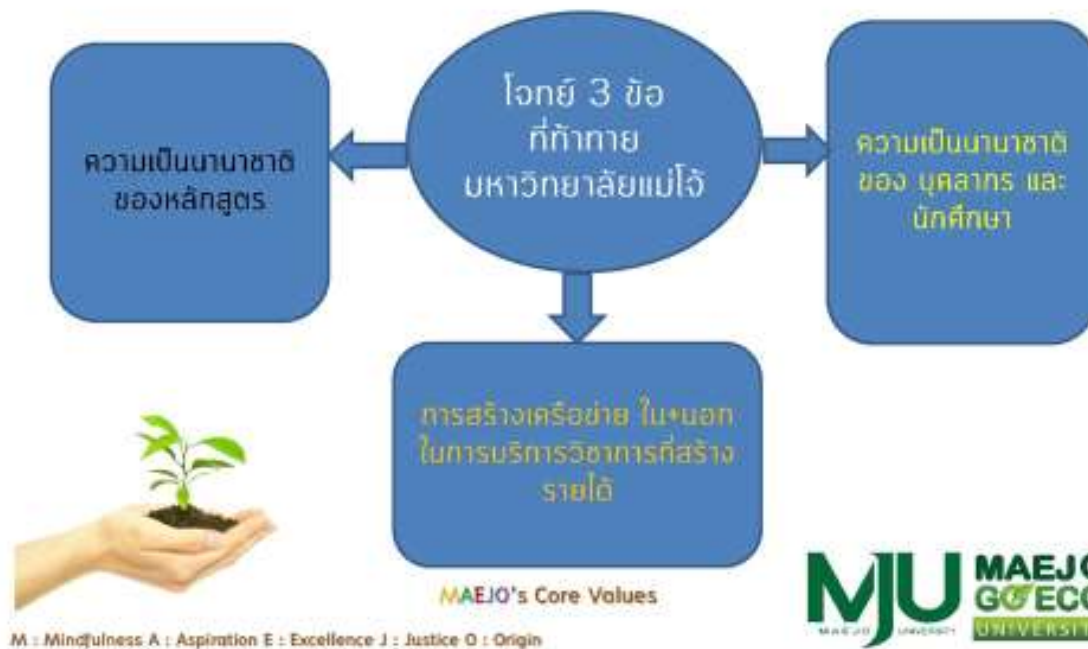 โจทย์ 3 ข้อ
ที่ท้าทาย
มหาวิทยาลัยแม่โจ้
ความเป็นนานาชาติ
ของหลักสูตร
ความเป็นนานาชาติ
ของ บุคลากร และ
นักศึกษา
การสร้างเครือข่าย ใน+นอก
ในการบริการวิชาการที่สร้าง
รายได้
MAEJO's Core Values
M : Mindfulness A : Aspiration E : Excellence J : Justice O : Origin
MJU
MAEJO UNIVERSITY
MAEJO
GO ECO
UNIVERSITY